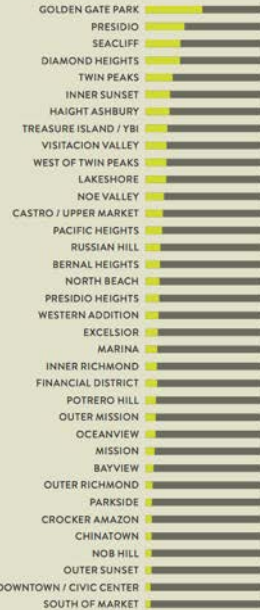 GOLDEN GATE PARK
PRESIDIO
SEACLIFF
DIAMOND HEIGHTS
TWIN PEAKS
INNER SUNSET
HAIGHT ASHBURY
TREASURE ISLAND / YBI
VISITACION VALLEY
WEST OF TWIN PEAKS
LAKESHORE
NOE VALLEY
CASTRO / UPPER MARKET
PACIFIC HEIGHTS
RUSSIAN HILL
BERNAL HEIGHTS
NORTH BEACH
PRESIDIO HEIGHTS
WESTERN ADDITION
EXCELSIOR
MARINA
INNER RICHMOND
FINANCIAL DISTRICT
POTRERO HILL
OUTER MISSION
OCEANVIEW
MISSION
BAYVIEW
OUTER RICHMOND
PARKSIDE
CROCKER AMAZON
CHINATOWN
NOB HILL
OUTER SUNSET
DOWNTOWN / CIVIC CENTER
SOUTH OF MARKET